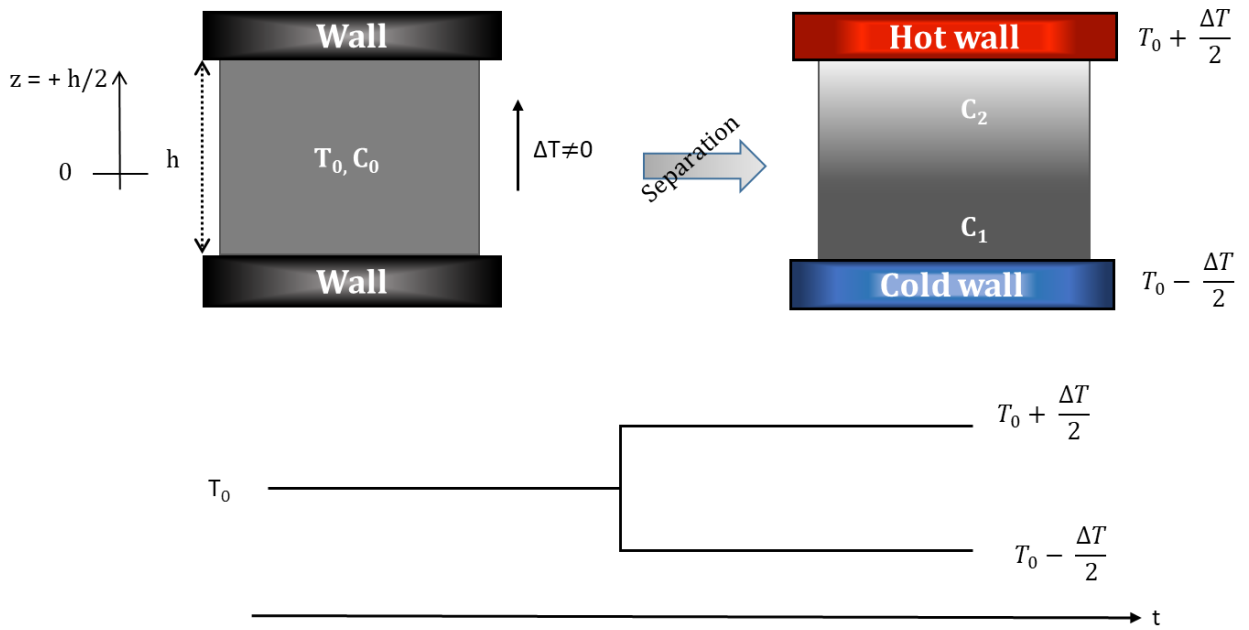 Wall
z = + h/2
0
h
T₀, C₀
ΔT≠0
Wall
Separation
Hot wall
T₀ + ΔT/2
C₂
C₁
Cold wall
T₀ − ΔT/2
T₀
T₀ + ΔT/2
T₀ − ΔT/2
t